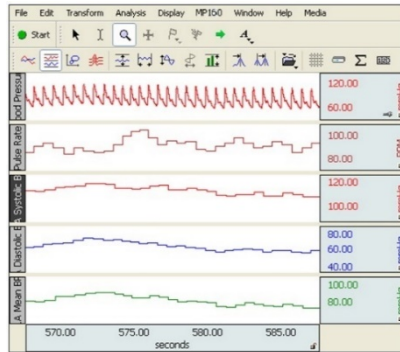 File Edit Transform Analysis Display MP160 Window Help Media
Start
120.00
60.00
Pulse Rate
100.00
80.00
BPM
Systolic B
120.00
100.00
Diastolic B
80.00
60.00
40.00
Mean BP
100.00
80.00
570.00 575.00 580.00 585.00
seconds